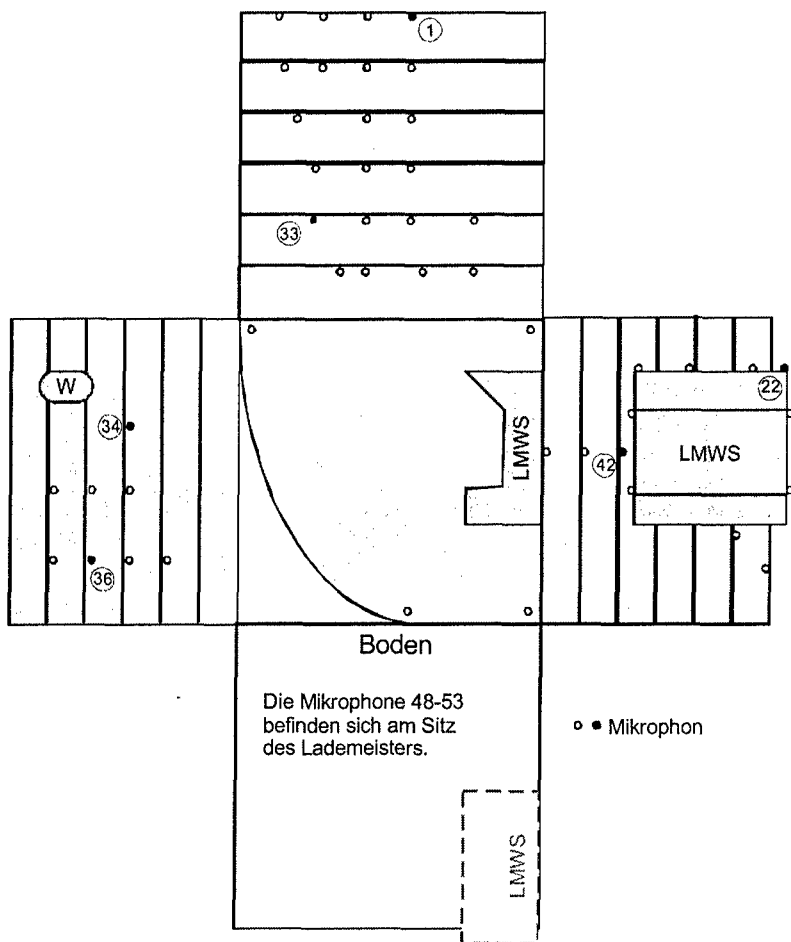 1
33
W
34
36
LMWS
42
22
LMWS
Boden
Die Mikrophone 48-53
befinden sich am Sitz
des Lademeisters.
Mikrophon
LMWS